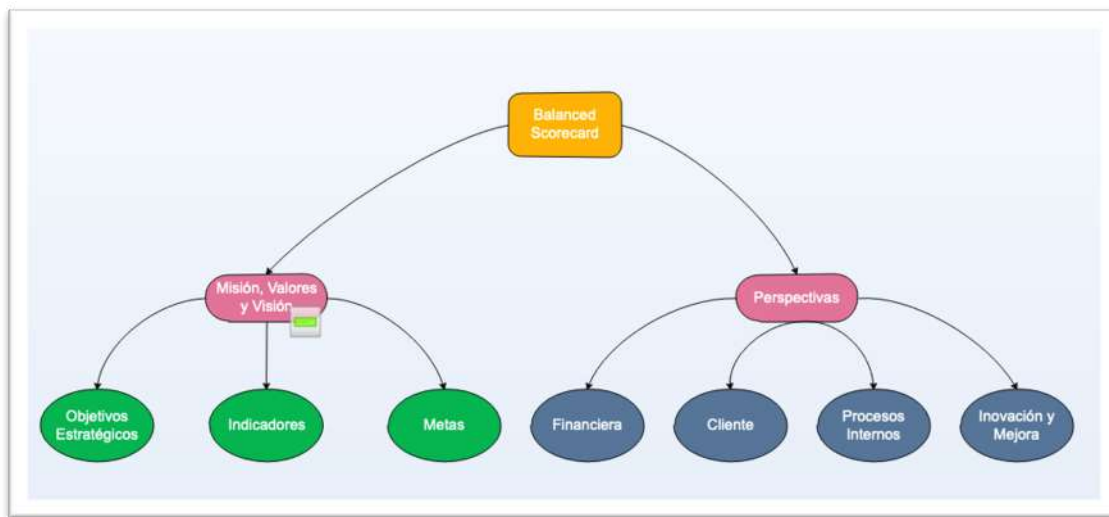 Balanced
Scorecard
Misión, Valores
y Visión
Perspectivas
Objetivos
Estratégicos
Indicadores
Metas
Financiera
Cliente
Procesos
Internos
Inovación y
Mejora